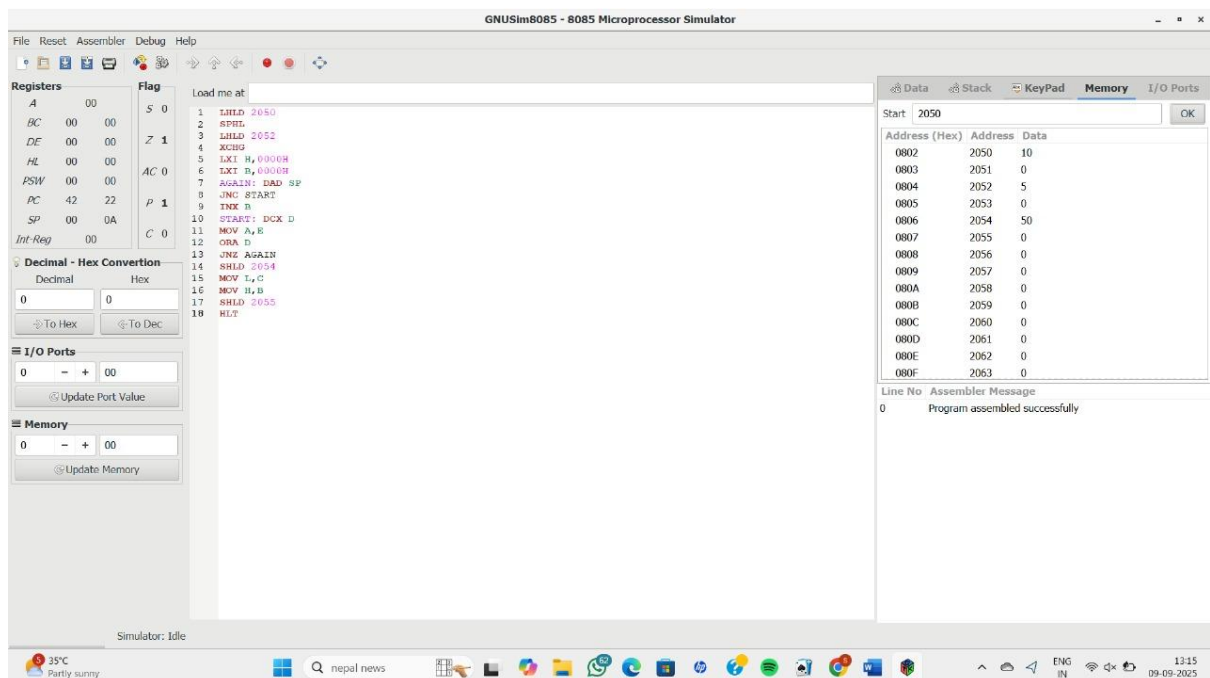 GNUSim8085 - 8085 Microprocessor Simulator
File Reset Assembler Debug Help
Registers
A 00
BC 00 00
DE 00 00
HL 00 00
PSW 00 00
PC 42 22
SP 00 0A
Int-Reg 00
Flag
S 0
Z 1
AC 0
P 1
C 0
Decimal - Hex Convertion
Decimal Hex
0 0
To Hex To Dec
I/O Ports
0 - + 00
Update Port Value
Memory
0 - + 00
Update Memory
Load me at
1 LHLD 2050
2 SPHL
3 LHLD 2052
4 XCHG
5 LXI H,0000H
6 LXI B,0000H
7 AGAIN: DAD SP
8 JNC START
9 INX B
10 START: DCX D
11 MOV A,E
12 ORA D
13 JNZ AGAIN
14 SHLD 2054
15 MOV L,C
16 MOV H,B
17 SHLD 2055
18 HLT
Data Stack KeyPad Memory I/O Ports
Start 2050 OK
Address (Hex) Address Data
0802 2050 10
0803 2051 0
0804 2052 5
0805 2053 0
0806 2054 50
0807 2055 0
0808 2056 0
0809 2057 0
080A 2058 0
080B 2059 0
080C 2060 0
080D 2061 0
080E 2062 0
080F 2063 0
Line No Assembler Message
0 Program assembled successfully
Simulator: Idle
5 35°C
Partly sunny
nepal news
62
hp
ENG
IN
13:15
09-09-2025